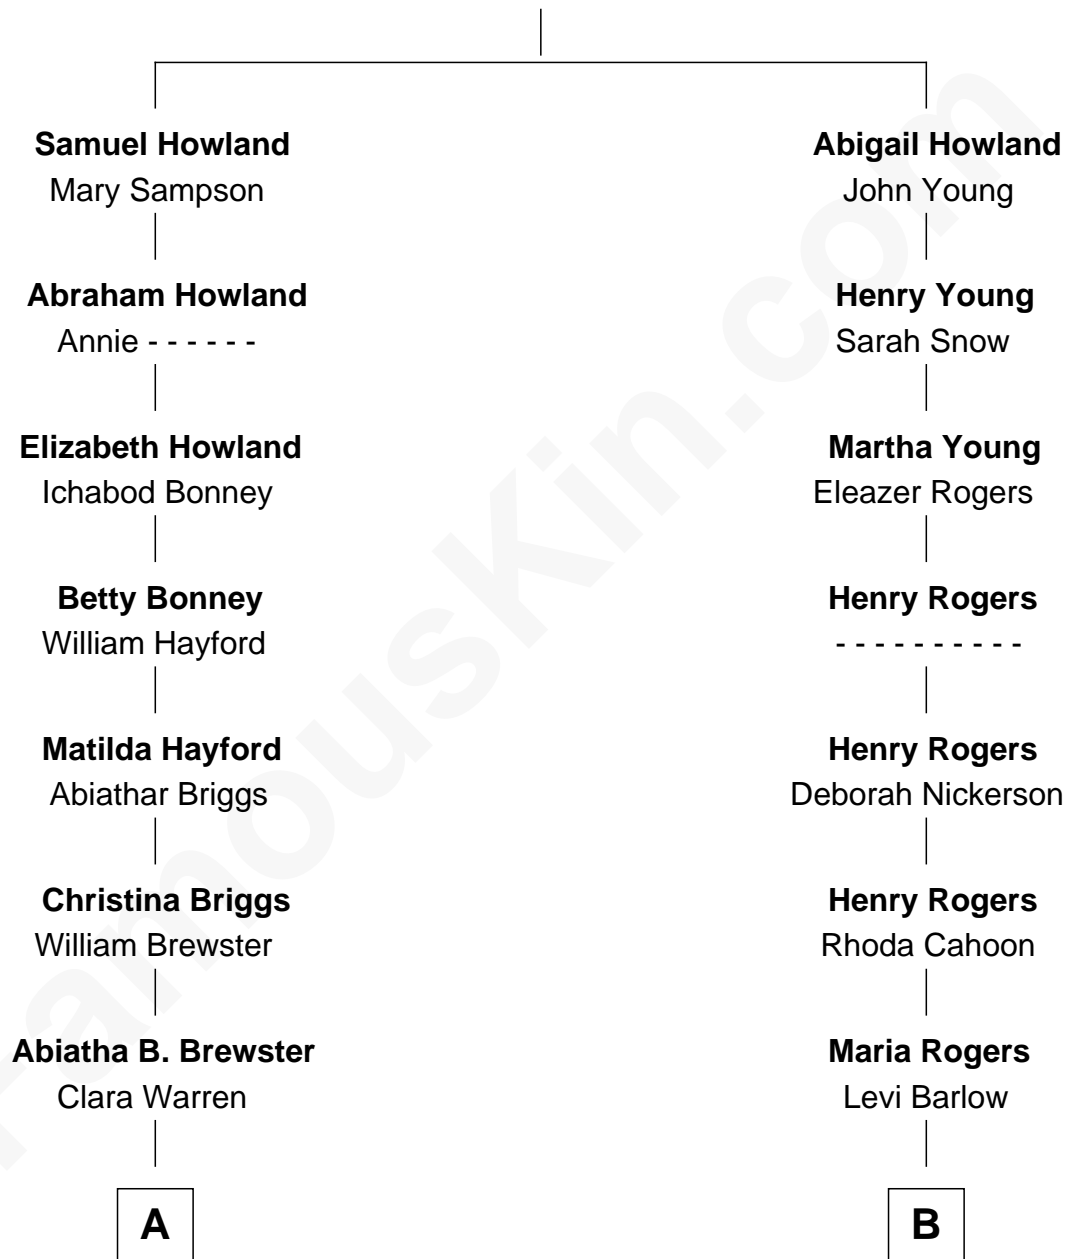 Samuel Howland
Mary Sampson
Abraham Howland
Annie - - - - - -
Elizabeth Howland
Ichabod Bonney
Betty Bonney
William Hayford
Matilda Hayford
Abiathar Briggs
Christina Briggs
William Brewster
Abiatha B. Brewster
Clara Warren
A
Abigail Howland
John Young
Henry Young
Sarah Snow
Martha Young
Eleazer Rogers
Henry Rogers
- - - - - - - - - -
Henry Rogers
Deborah Nickerson
Henry Rogers
Rhoda Cahoon
Maria Rogers
Levi Barlow
B
FamousKin.com